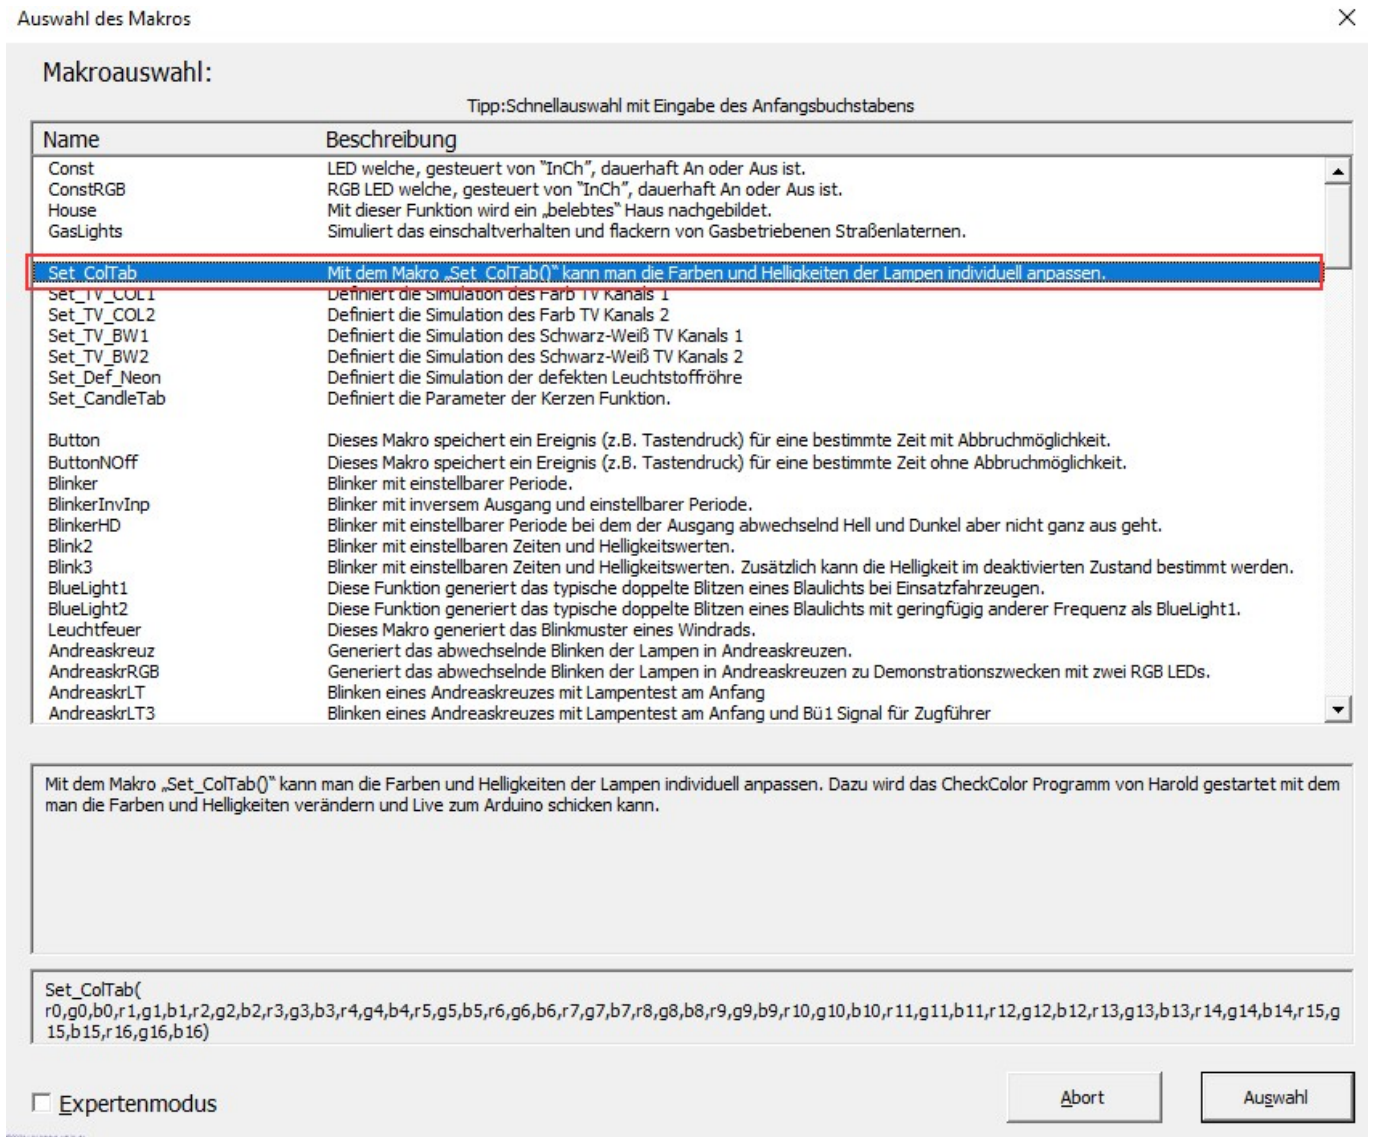 Auswahl des Makros
Makroauswahl:
Tipp:Schnellauswahl mit Eingabe des Anfangsbuchstabens
Name Beschreibung
Const LED welche, gesteuert von "InCh", dauerhaft An oder Aus ist.
ConstRGB RGB LED welche, gesteuert von "InCh", dauerhaft An oder Aus ist.
House Mit dieser Funktion wird ein „belebtes“ Haus nachgebildet.
GasLights Simuliert das einschaltverhalten und flackern von Gasbetriebenen Straßenlaternen.
Set_ColTab Mit dem Makro „Set_ColTab()“ kann man die Farben und Helligkeiten der Lampen individuell anpassen.
Set_TV_COL1 Definiert die Simulation des Farb TV Kanals 1
Set_TV_COL2 Definiert die Simulation des Farb TV Kanals 2
Set_TV_BW1 Definiert die Simulation des Schwarz-Weiß TV Kanals 1
Set_TV_BW2 Definiert die Simulation des Schwarz-Weiß TV Kanals 2
Set_Def_Neon Definiert die Simulation der defekten Leuchtstoffröhre
Set_CandleTab Definiert die Parameter der Kerzen Funktion.
Button Dieses Makro speichert ein Ereignis (z.B. Tastendruck) für eine bestimmte Zeit mit Abbruchmöglichkeit.
ButtonNOff Dieses Makro speichert ein Ereignis (z.B. Tastendruck) für eine bestimmte Zeit ohne Abbruchmöglichkeit.
Blinker Blinker mit einstellbarer Periode.
BlinkerInvInp Blinker mit inversem Ausgang und einstellbarer Periode.
BlinkerHD Blinker mit einstellbarer Periode bei dem der Ausgang abwechselnd Hell und Dunkel aber nicht ganz aus geht.
Blink2 Blinker mit einstellbaren Zeiten und Helligkeitswerten.
Blink3 Blinker mit einstellbaren Zeiten und Helligkeitswerten. Zusätzlich kann die Helligkeit im deaktivierten Zustand bestimmt werden.
BlueLight1 Diese Funktion generiert das typische doppelte Blitzen eines Blaulichts bei Einsatzfahrzeugen.
BlueLight2 Diese Funktion generiert das typische doppelte Blitzen eines Blaulichts mit geringfügig anderer Frequenz als BlueLight1.
Leuchtfeuer Dieses Makro generiert das Blinkmuster eines Windrads.
Andreaskreuz Generiert das abwechselnde Blinken der Lampen in Andreaskreuzen.
AndreaskrRGB Generiert das abwechselnde Blinken der Lampen in Andreaskreuzen zu Demonstrationszwecken mit zwei RGB LEDs.
AndreaskrLT Blinken eines Andreaskreuzes mit Lampentest am Anfang
AndreaskrLT3 Blinken eines Andreaskreuzes mit Lampentest am Anfang und Bü1 Signal für Zugführer
Mit dem Makro „Set_ColTab()“ kann man die Farben und Helligkeiten der Lampen individuell anpassen. Dazu wird das CheckColor Programm von Harold gestartet mit dem
man die Farben und Helligkeiten verändern und Live zum Arduino schicken kann.
Set_ColTab(
r0,g0,b0,r1,g1,b1,r2,g2,b2,r3,g3,b3,r4,g4,b4,r5,g5,b5,r6,g6,b6,r7,g7,b7,r8,g8,b8,r9,g9,b9,r10,g10,b10,r11,g11,b11,r12,g12,b12,r13,g13,b13,r14,g14,b14,r15,g
15,b15,r16,g16,b16)
Expertenmodus
Abort
Auswahl